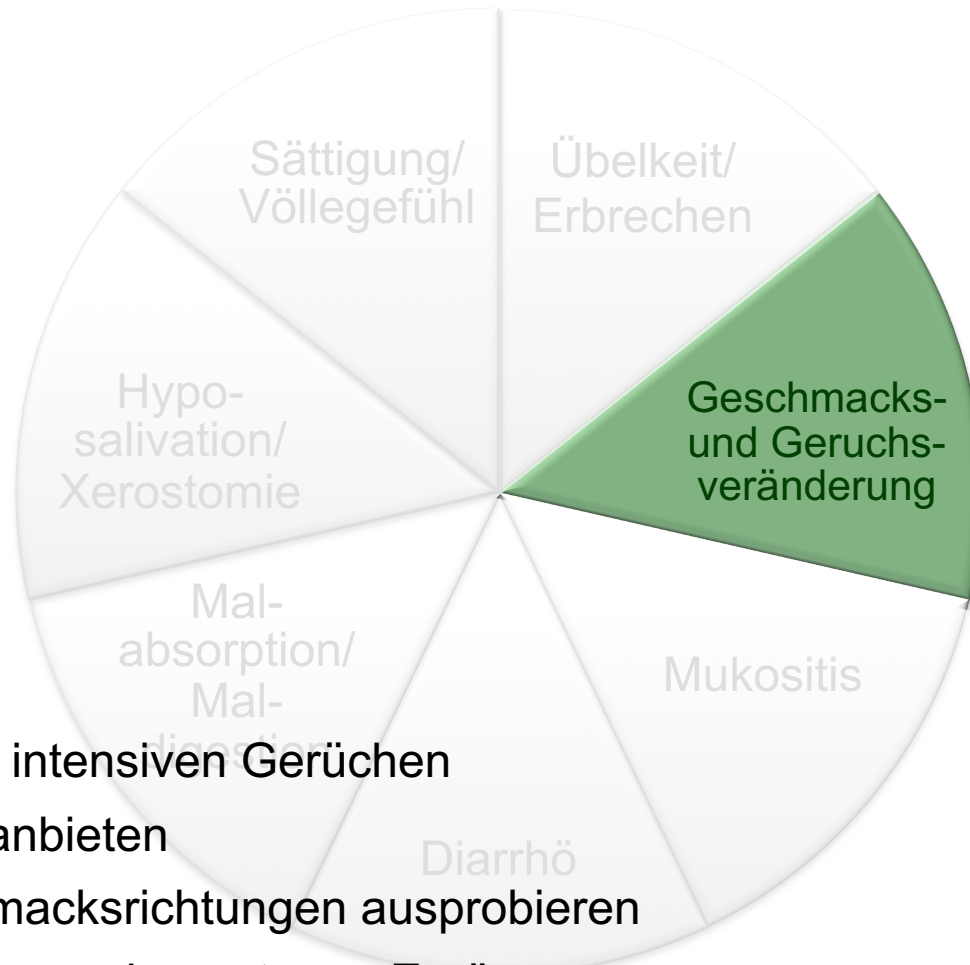 Sättigung/
Völlegefühl
Übelkeit/
Erbrechen
Geschmacks-
und Geruchs-
veränderung
Hypo-
salivation/
Xerostomie
Mal-
absorption/
Mal-
digestion
Mukositis
Diarrhö
intensiven Gerüchen
anbieten
macksrichtungen ausprobieren